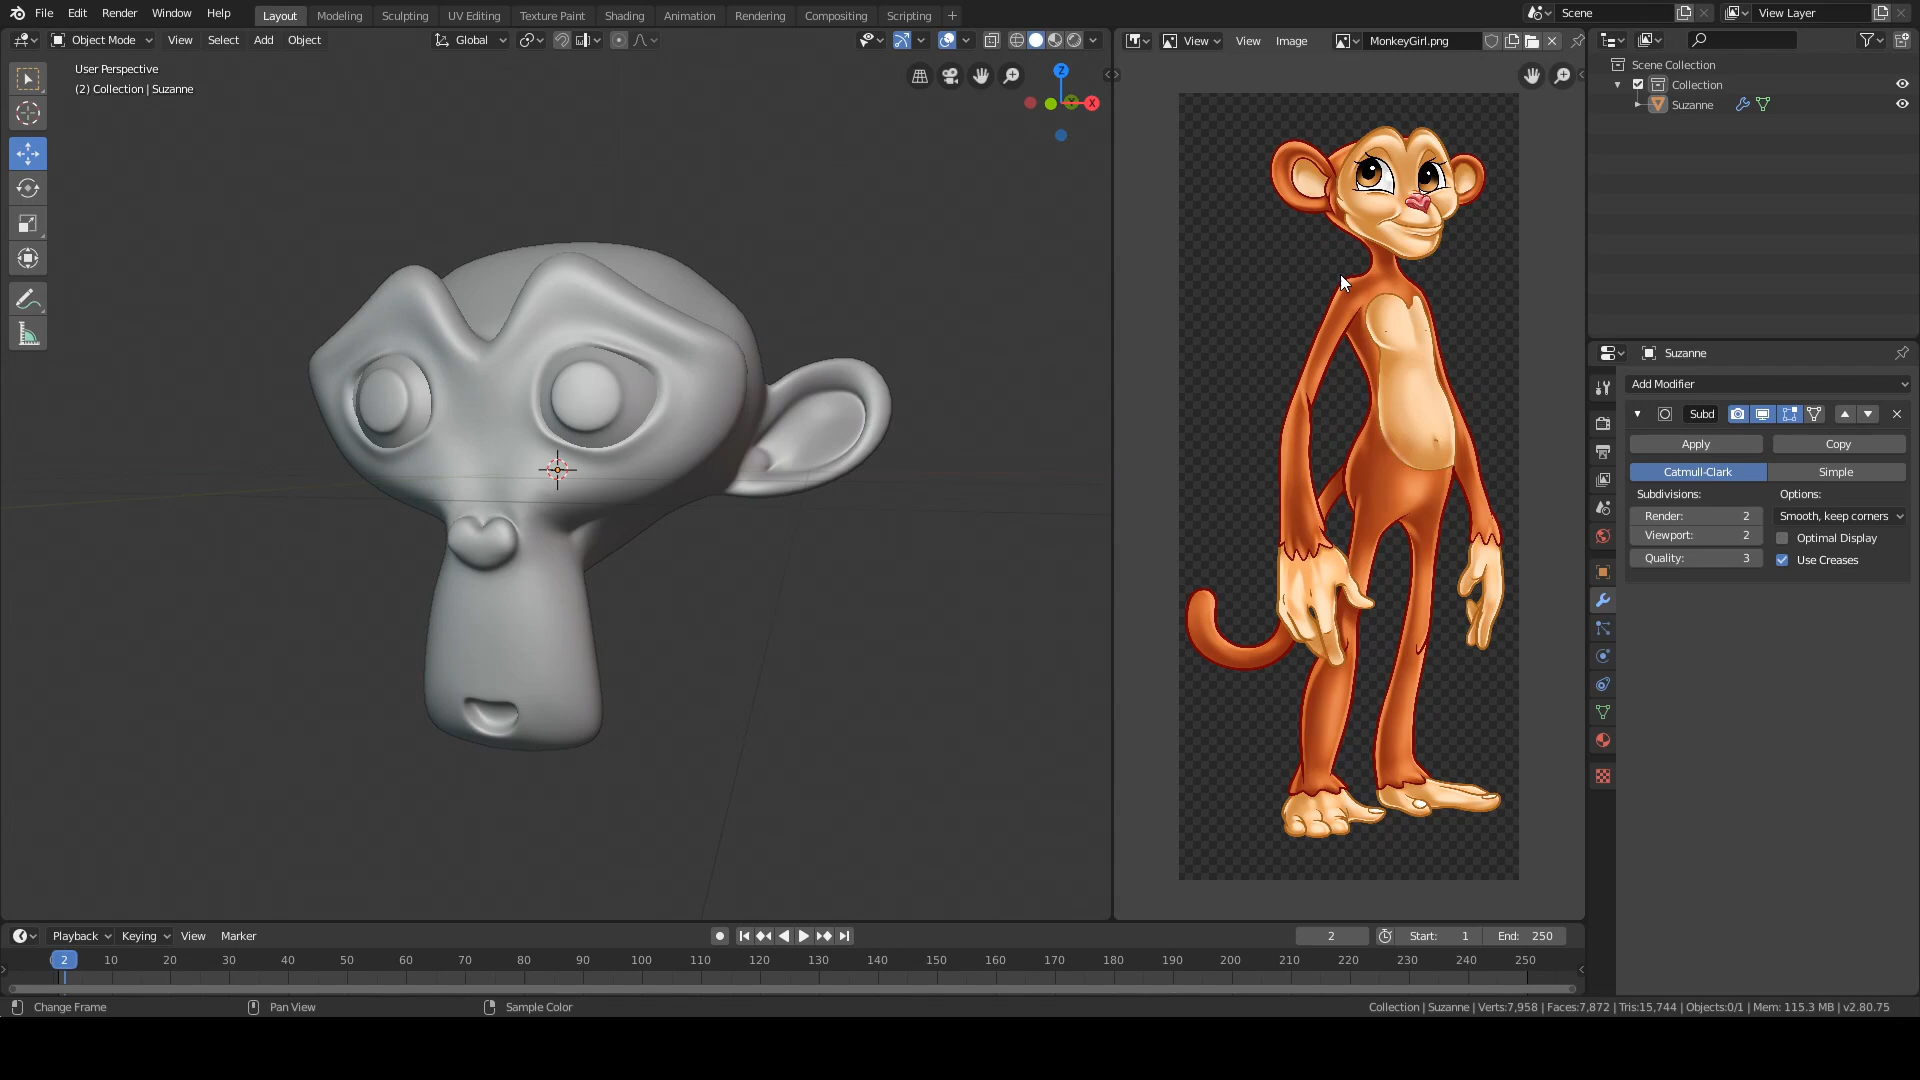 File Edit Render Window Help Layout Modeling Sculpting UV Editing Texture Paint Shading Animation Rendering Compositing Scripting + Scene View Layer
Object Mode View Select Add Object Global View View Image MonkeyGirl.png
User Perspective
(2) Collection | Suzanne
Z
Y
X
Scene Collection
Collection
Suzanne
Suzanne
Add Modifier
Subd
Apply Copy
Catmull-Clark Simple
Subdivisions: Options:
Render: 2 Smooth, keep corners
Viewport: 2 Optimal Display
Quality: 3 Use Creases
Playback Keying View Marker 2 Start: 1 End: 250
2 10 20 30 40 50 60 70 80 90 100 110 120 130 140 150 160 170 180 190 200 210 220 230 240 250
Change Frame Pan View Sample Color Collection | Suzanne | Verts:7,958 | Faces:7,872 | Tris:15,744 | Objects:0/1 | Mem: 115.3 MB | v2.80.75